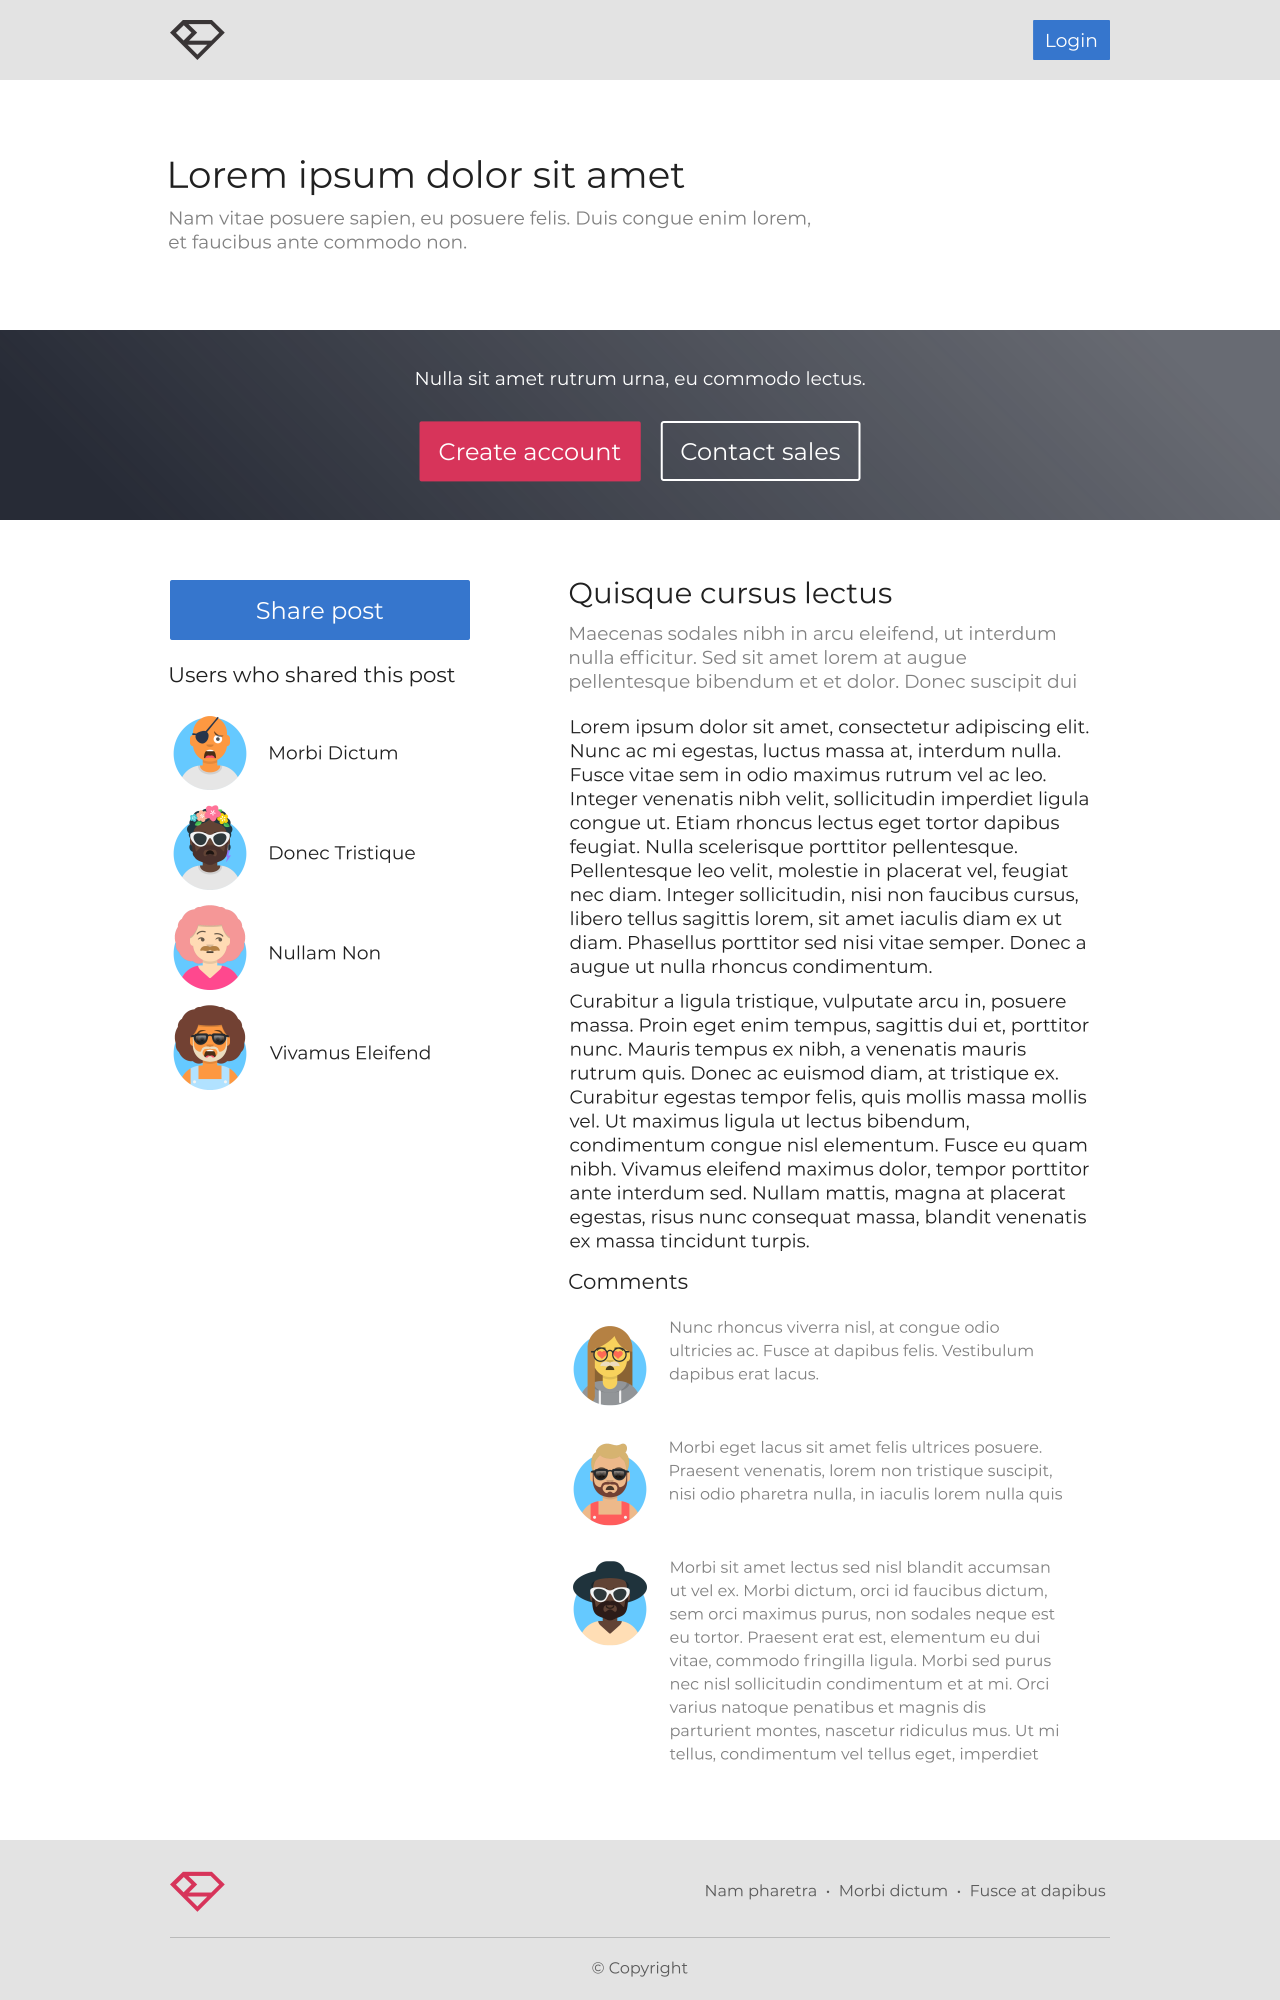 Login
Lorem ipsum dolor sit amet
Nam vitae posuere sapien, eu posuere felis. Duis congue enim lorem,
et faucibus ante commodo non.
Nulla sit amet rutrum urna, eu commodo lectus.
Create account
Contact sales
Share post
Users who shared this post
Morbi Dictum
Donec Tristique
Nullam Non
Vivamus Eleifend
Quisque cursus lectus
Maecenas sodales nibh in arcu eleifend, ut interdum
nulla efficitur. Sed sit amet lorem at augue
pellentesque bibendum et et dolor. Donec suscipit dui
Lorem ipsum dolor sit amet, consectetur adipiscing elit.
Nunc ac mi egestas, luctus massa at, interdum nulla.
Fusce vitae sem in odio maximus rutrum vel ac leo.
Integer venenatis nibh velit, sollicitudin imperdiet ligula
congue ut. Etiam rhoncus lectus eget tortor dapibus
feugiat. Nulla scelerisque porttitor pellentesque.
Pellentesque leo velit, molestie in placerat vel, feugiat
nec diam. Integer sollicitudin, nisi non faucibus cursus,
libero tellus sagittis lorem, sit amet iaculis diam ex ut
diam. Phasellus porttitor sed nisi vitae semper. Donec a
augue ut nulla rhoncus condimentum.
Curabitur a ligula tristique, vulputate arcu in, posuere
massa. Proin eget enim tempus, sagittis dui et, porttitor
nunc. Mauris tempus ex nibh, a venenatis mauris
rutrum quis. Donec ac euismod diam, at tristique ex.
Curabitur egestas tempor felis, quis mollis massa mollis
vel. Ut maximus ligula ut lectus bibendum,
condimentum congue nisl elementum. Fusce eu quam
nibh. Vivamus eleifend maximus dolor, tempor porttitor
ante interdum sed. Nullam mattis, magna at placerat
egestas, risus nunc consequat massa, blandit venenatis
ex massa tincidunt turpis.
Comments
Nunc rhoncus viverra nisl, at congue odio
ultricies ac. Fusce at dapibus felis. Vestibulum
dapibus erat lacus.
Morbi eget lacus sit amet felis ultrices posuere.
Praesent venenatis, lorem non tristique suscipit,
nisi odio pharetra nulla, in iaculis lorem nulla quis
Morbi sit amet lectus sed nisl blandit accumsan
ut vel ex. Morbi dictum, orci id faucibus dictum,
sem orci maximus purus, non sodales neque est
eu tortor. Praesent erat est, elementum eu dui
vitae, commodo fringilla ligula. Morbi sed purus
nec nisl sollicitudin condimentum et at mi. Orci
varius natoque penatibus et magnis dis
parturient montes, nascetur ridiculus mus. Ut mi
tellus, condimentum vel tellus eget, imperdiet
Nam pharetra • Morbi dictum • Fusce at dapibus
© Copyright